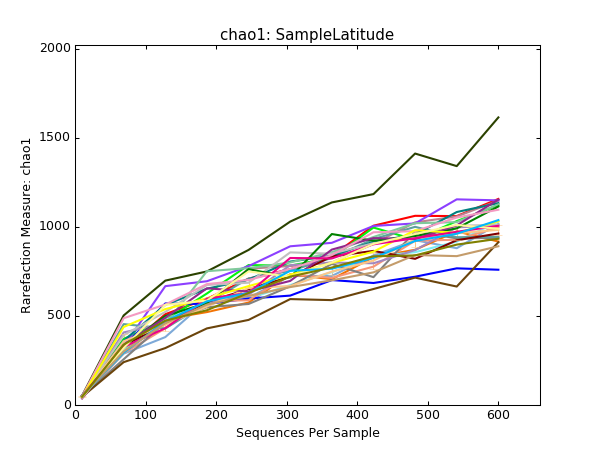 chao1: SampleLatitude
2000
1500
1000
500
0
0 100 200 300 400 500 600
Rarefaction Measure: chao1
Sequences Per Sample